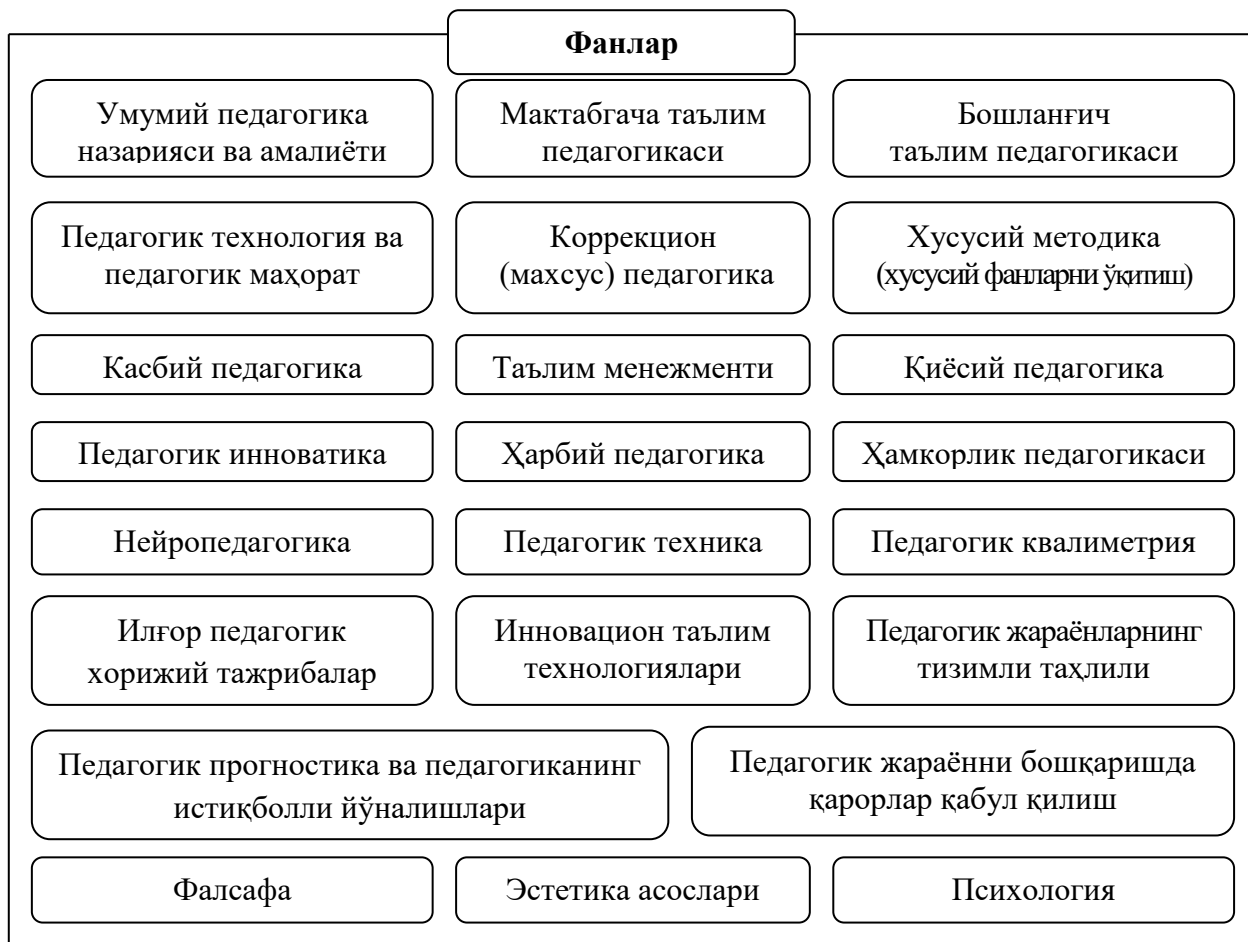 Фанлар
Умумий педагогика
назарияси ва амалиёти
Мактабгача таълим
педагогикаси
Бошланғич
таълим педагогикаси
Педагогик технология ва
педагогик маҳорат
Коррекцион
(махсус) педагогика
Хусусий методика
(хусусий фанларни ўқитиш)
Касбий педагогика
Таълим менежменти
Қиёсий педагогика
Педагогик инноватика
Ҳарбий педагогика
Ҳамкорлик педагогикаси
Нейропедагогика
Педагогик техника
Педагогик квалиметрия
Илғор педагогик
хорижий тажрибалар
Инновацион таълим
технологиялари
Педагогик жараёнларнинг
тизимли таҳлили
Педагогик прогностика ва педагогиканинг
истиқболли йўналишлари
Педагогик жараённи бошқаришда
қарорлар қабул қилиш
Фалсафа
Эстетика асослари
Психология